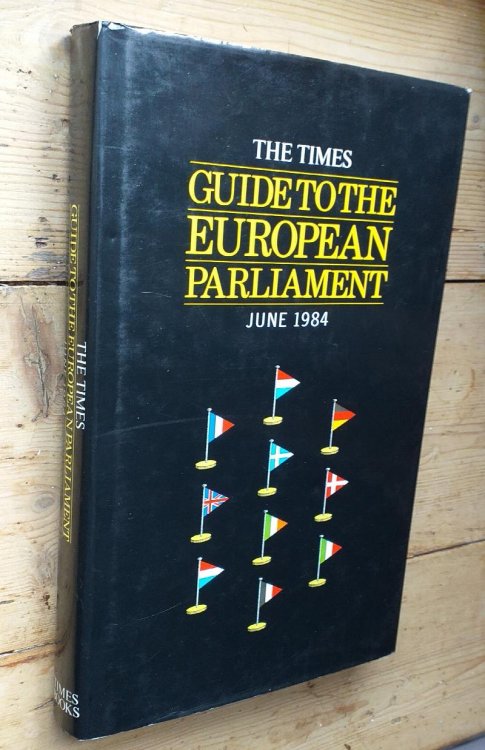 THE TIMES
GUIDE TO THE
EUROPEAN
PARLIAMENT
JUNE 1984
THE TIMES
GUIDE TO THE EUROPEAN PARLIAMENT
TIMES
BOOKS